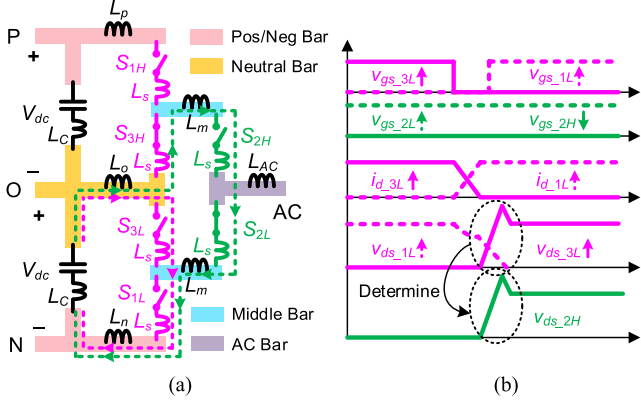 L_p
P
+
Pos/Neg Bar
Neutral Bar
S_1H
L_s
V_dc
L_C
L_m
S_3H
L_s
S_2H
L_s
−
O
+
L_o
L_AC
AC
S_3L
L_s
S_2L
L_s
V_dc
L_C
L_m
S_1L
L_s
Middle Bar
AC Bar
−
N
L_n
(a)
v_gs_3L
v_gs_1L
v_gs_2L
v_gs_2H
i_d_3L
i_d_1L
v_ds_1L
v_ds_3L
Determine
v_ds_2H
(b)